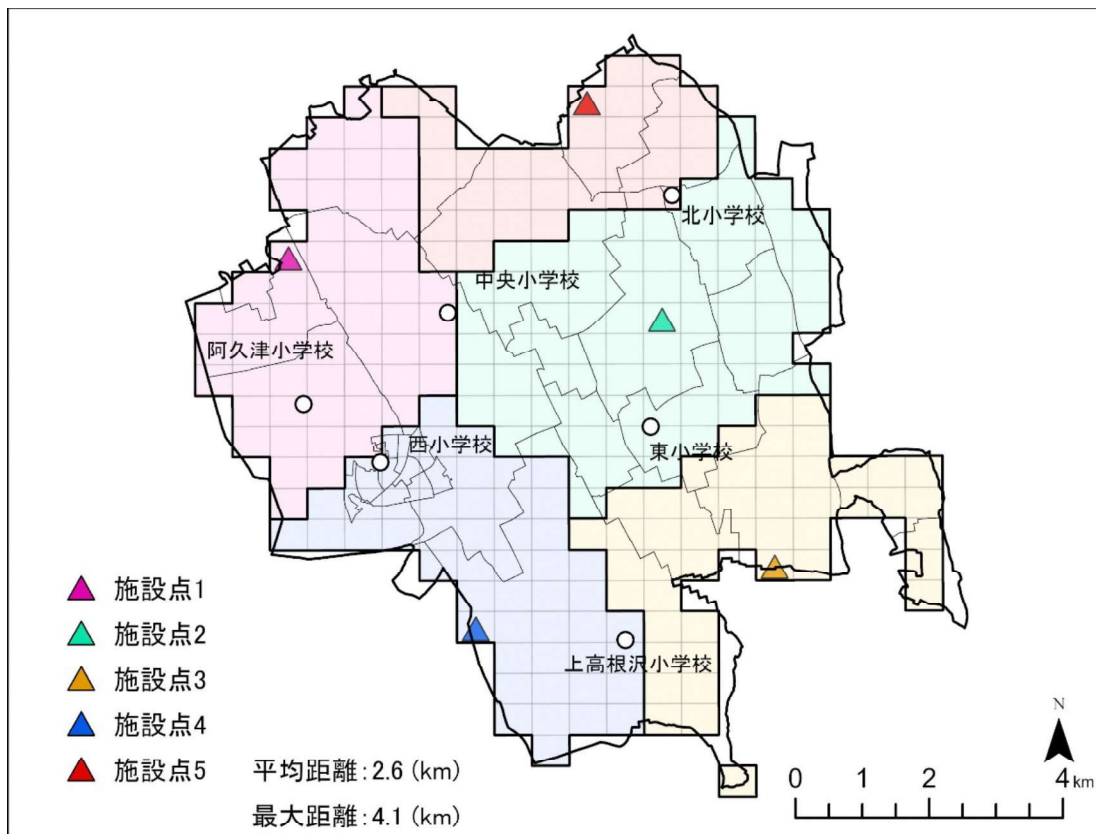 北小学校
中央小学校
阿久津小学校
西小学校
東小学校
上高根沢小学校
施設点1
施設点2
施設点3
施設点4
施設点5
平均距離:2.6 (km)
最大距離:4.1 (km)
N
0 1 2 4 km